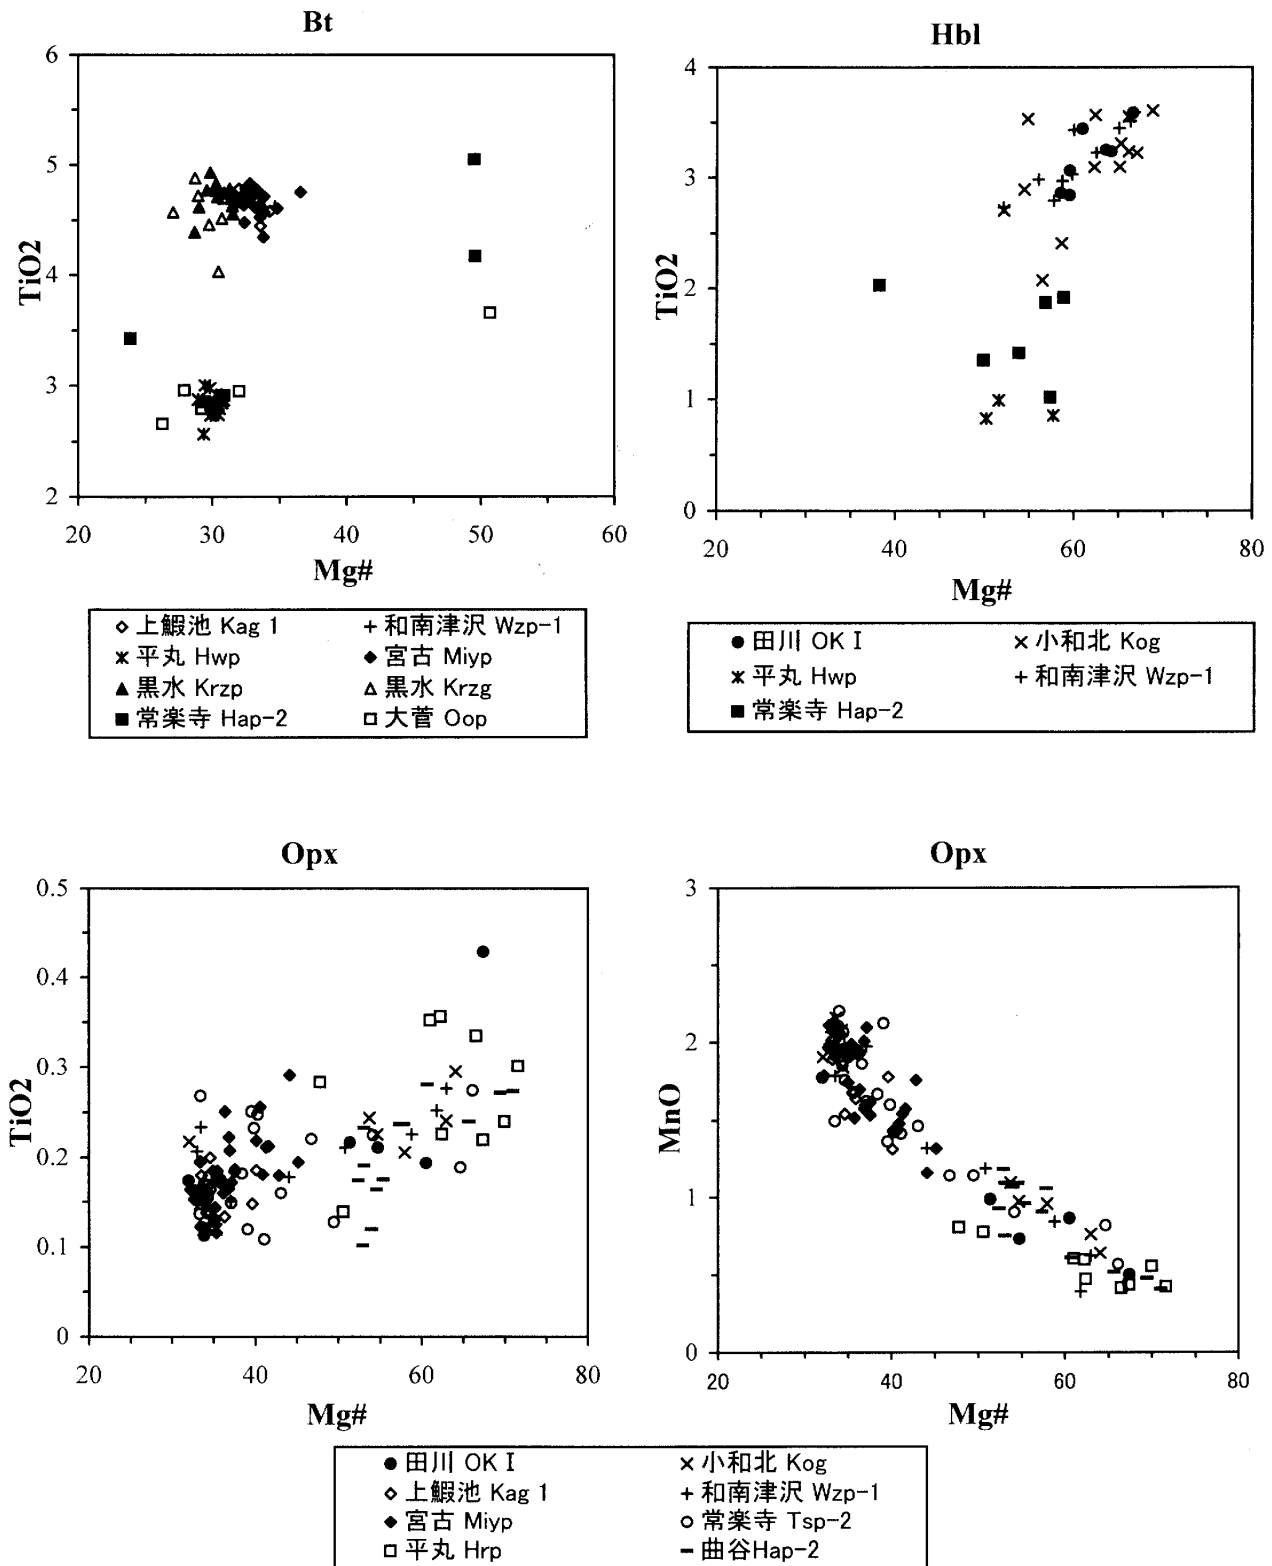 Bt
6
5
4
3
2
TiO2
20 30 40 50 60
Mg#
◇ 上鰕池 Kag 1
+ 和南津沢 Wzp-1
平丸 Hwp
◆ 宮古 Miyp
▲ 黒水 Krzp
△ 黒水 Krzg
■ 常楽寺 Hap-2
□ 大菅 Oop
Hbl
4
3
2
1
0
TiO2
20 40 60 80
Mg#
● 田川 OK I
× 小和北 Kog
平丸 Hwp
+ 和南津沢 Wzp-1
■ 常楽寺 Hap-2
Opx
0.5
0.4
0.3
0.2
0.1
0
TiO2
20 40 60 80
Mg#
Opx
3
2
1
0
MnO
20 40 60 80
Mg#
● 田川 OK I
× 小和北 Kog
◇ 上鰕池 Kag 1
+ 和南津沢 Wzp-1
◆ 宮古 Miyp
○ 常楽寺 Tsp-2
□ 平丸 Hrp
- 曲谷Hap-2